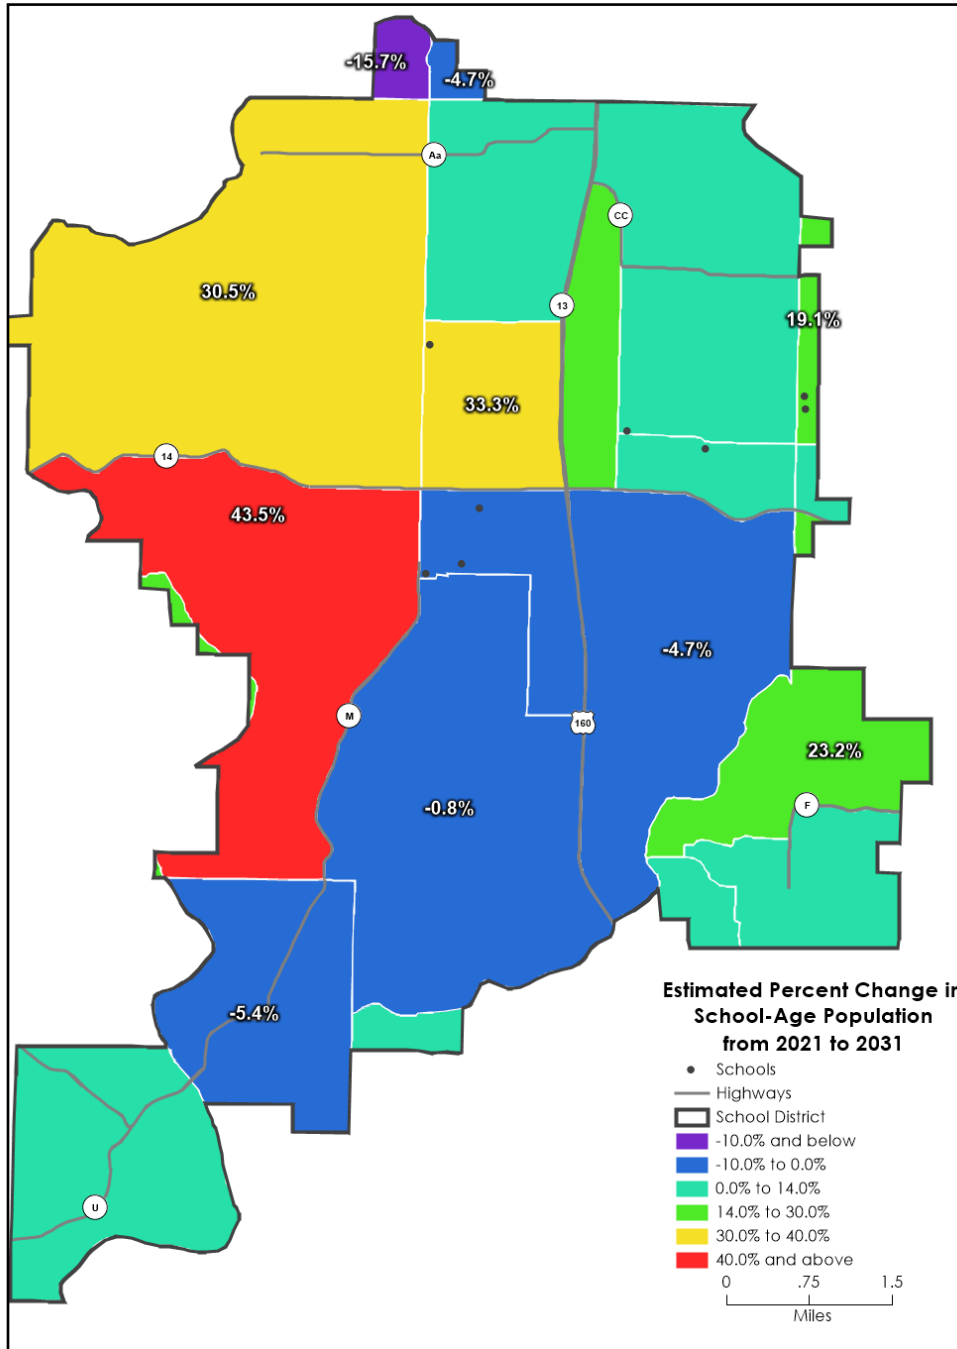 -15.7%
-4.7%
Aa
CC
30.5%
13
19.1%
33.3%
14
43.5%
-4.7%
M
160
23.2%
-0.8%
F
-5.4%
U
Estimated Percent Change in
School-Age Population
from 2021 to 2031
Schools
Highways
School District
-10.0% and below
-10.0% to 0.0%
0.0% to 14.0%
14.0% to 30.0%
30.0% to 40.0%
40.0% and above
0 .75 1.5
Miles